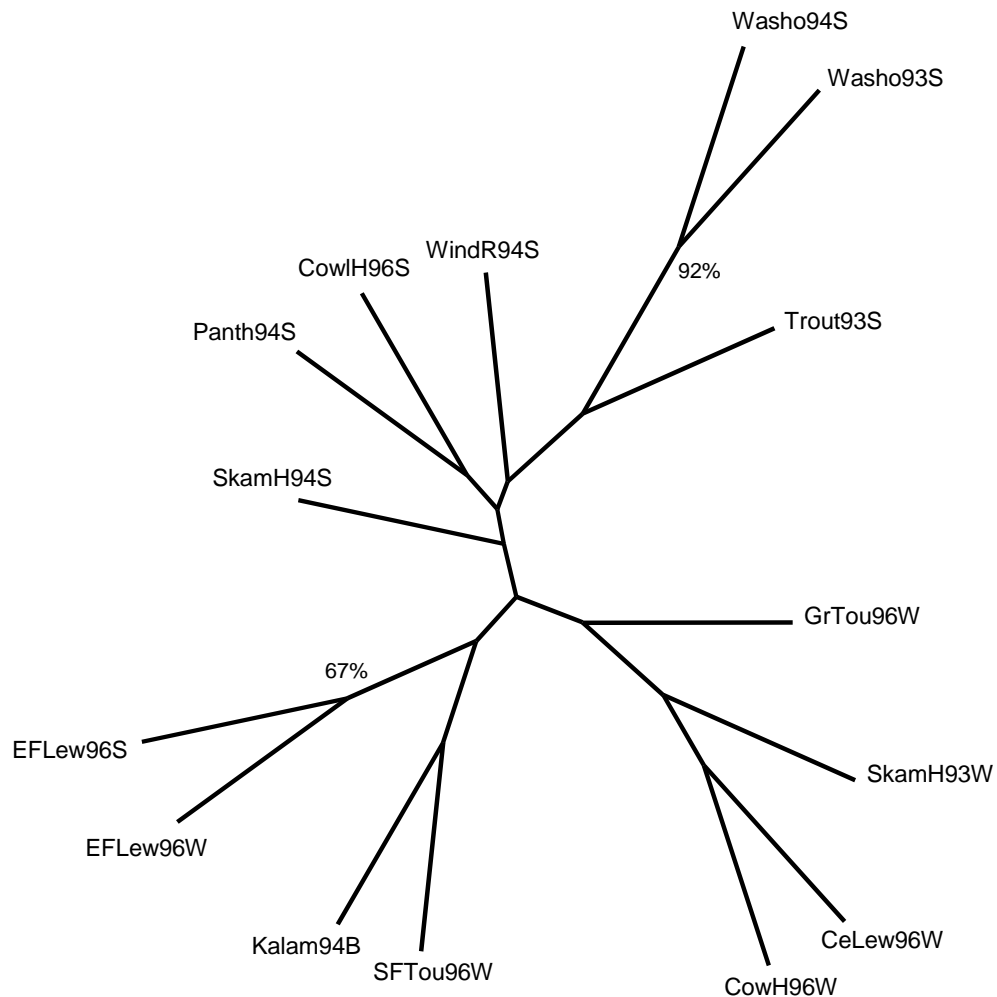 Washo94S
Washo93S
WindR94S
CowlH96S
92%
Trout93S
Panth94S
SkamH94S
GrTou96W
67%
EFLew96S
SkamH93W
EFLew96W
CeLew96W
Kalam94B
SFTou96W
CowH96W